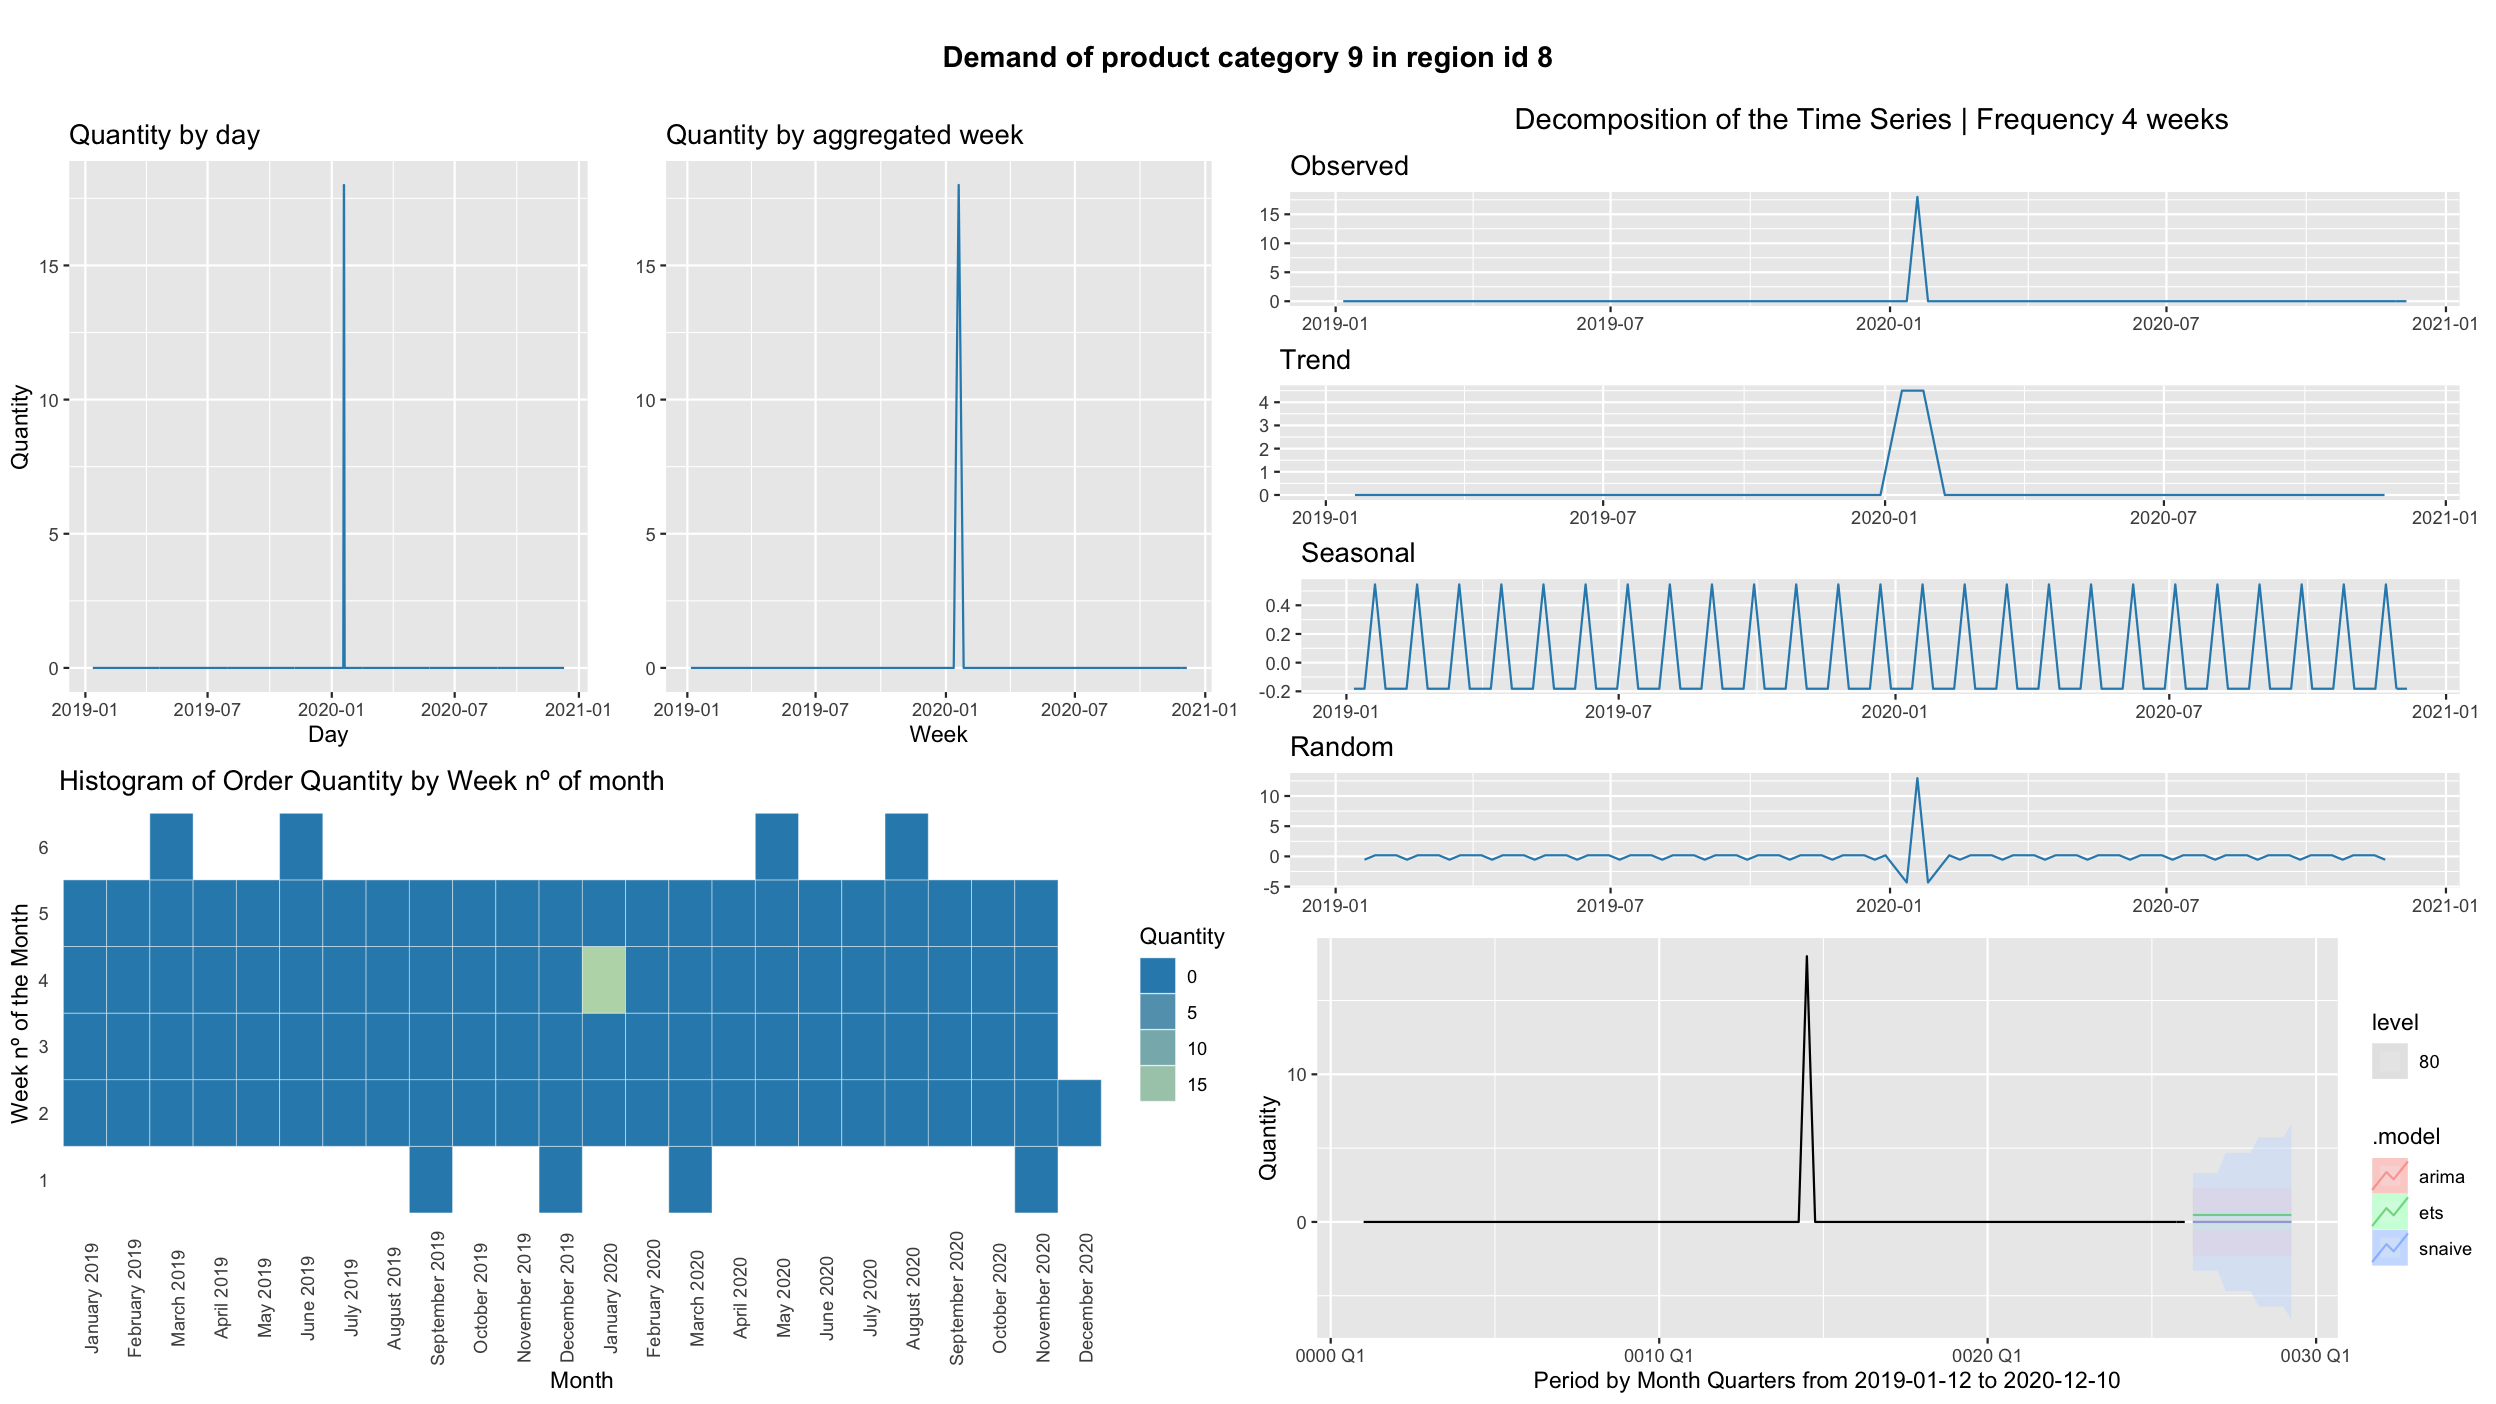 Demand of product category 9 in region id 8
Quantity by day
Quantity
15
10
5
0
2019-01 2019-07 2020-01 2020-07 2021-01
Day
Quantity by aggregated week
15
10
5
0
2019-01 2019-07 2020-01 2020-07 2021-01
Week
Decomposition of the Time Series | Frequency 4 weeks
Observed
15
10
5
0
2019-01 2019-07 2020-01 2020-07 2021-01
Trend
4
3
2
1
0
2019-01 2019-07 2020-01 2020-07 2021-01
Seasonal
0.4
0.2
0.0
-0.2
2019-01 2019-07 2020-01 2020-07 2021-01
Random
10
5
0
-5
2019-01 2019-07 2020-01 2020-07 2021-01
Histogram of Order Quantity by Week nº of month
Week nº of the Month
6
5
4
3
2
1
January 2019
February 2019
March 2019
April 2019
May 2019
June 2019
July 2019
August 2019
September 2019
October 2019
November 2019
December 2019
January 2020
February 2020
March 2020
April 2020
May 2020
June 2020
July 2020
August 2020
September 2020
October 2020
November 2020
December 2020
Month
Quantity
0
5
10
15
Quantity
10
0
0000 Q1 0010 Q1 0020 Q1 0030 Q1
Period by Month Quarters from 2019-01-12 to 2020-12-10
level
80
.model
arima
ets
snaive